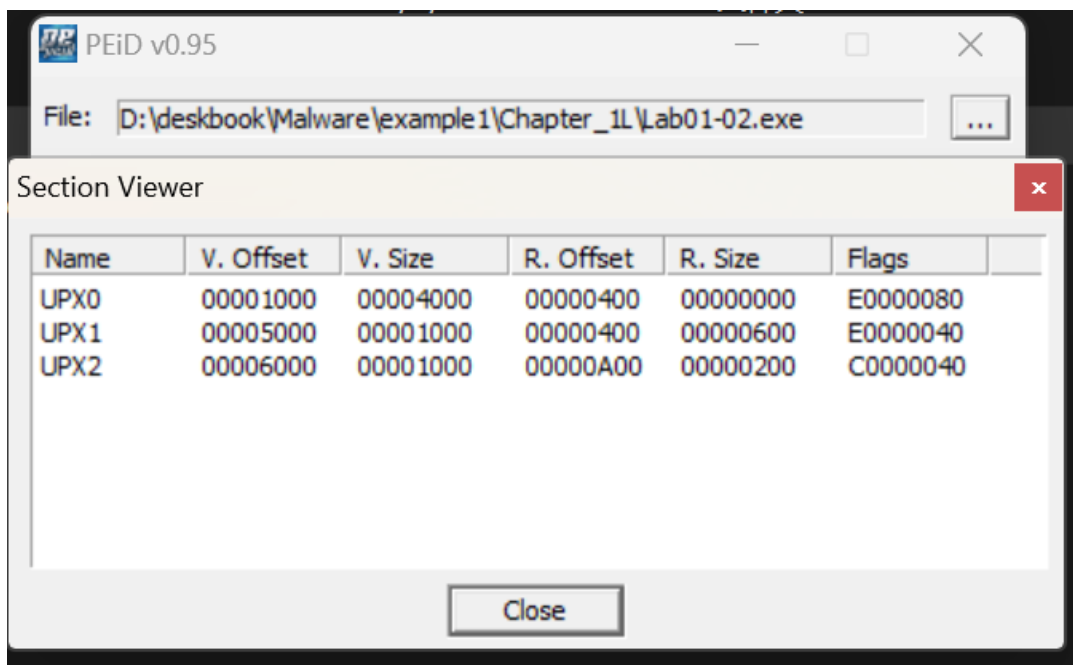 PEiD v0.95
File: D:\deskbook\Malware\example1\Chapter_1L\Lab01-02.exe ...
Section Viewer x
Name V. Offset V. Size R. Offset R. Size Flags
UPX0 00001000 00004000 00000400 00000000 E0000080
UPX1 00005000 00001000 00000400 00000600 E0000040
UPX2 00006000 00001000 00000A00 00000200 C0000040
Close